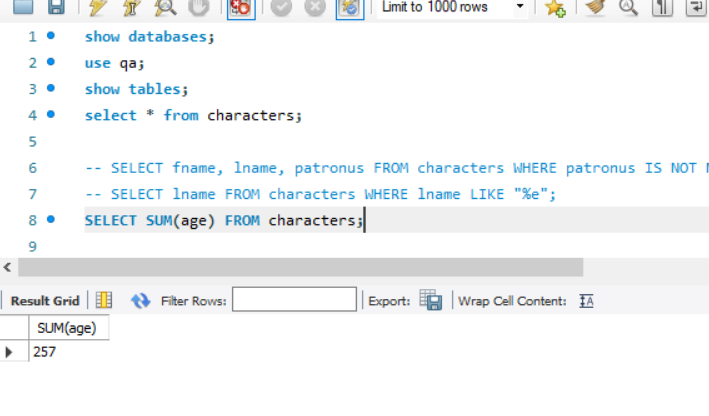 Limit to 1000 rows
1 show databases;
2 use qa;
3 show tables;
4 select * from characters;
5
6 -- SELECT fname, lname, patronus FROM characters WHERE patronus IS NOT
7 -- SELECT lname FROM characters WHERE lname LIKE "%e";
8 SELECT SUM(age) FROM characters;
9
Result Grid Filter Rows: Export: Wrap Cell Content:
SUM(age)
257